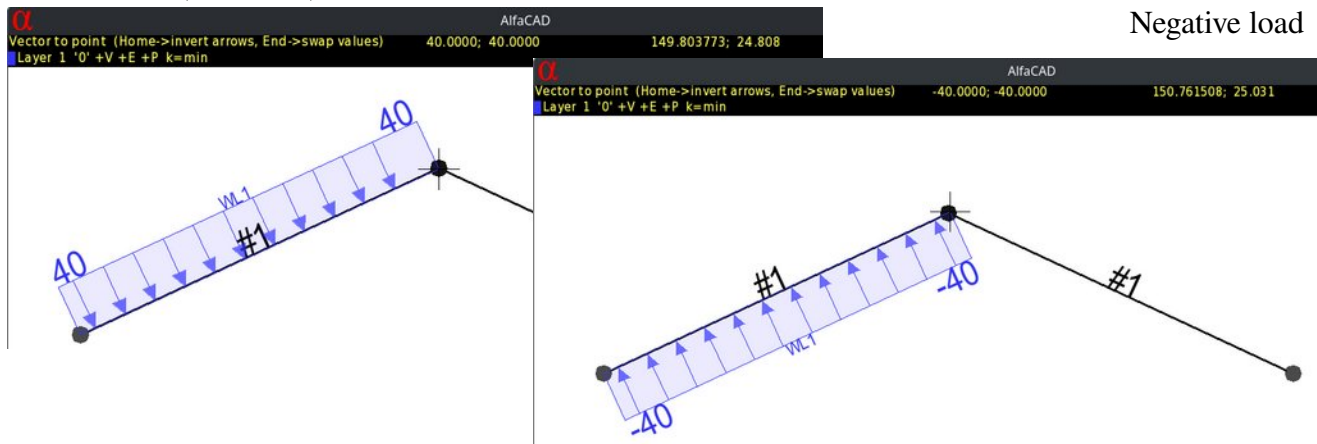 AlfaCAD
Vector to point (Home->invert arrows, End->swap values) 40.0000; 40.0000 149.803773; 24.808
Layer 1 '0' +V +E +P k=min
40
WL1
#1
40
Negative load
α AlfaCAD
Vector to point (Home->invert arrows, End->swap values) -40.0000; -40.0000 150.761508; 25.031
Layer 1 '0' +V +E +P k=min
#1
#1
-40
WL1
-40